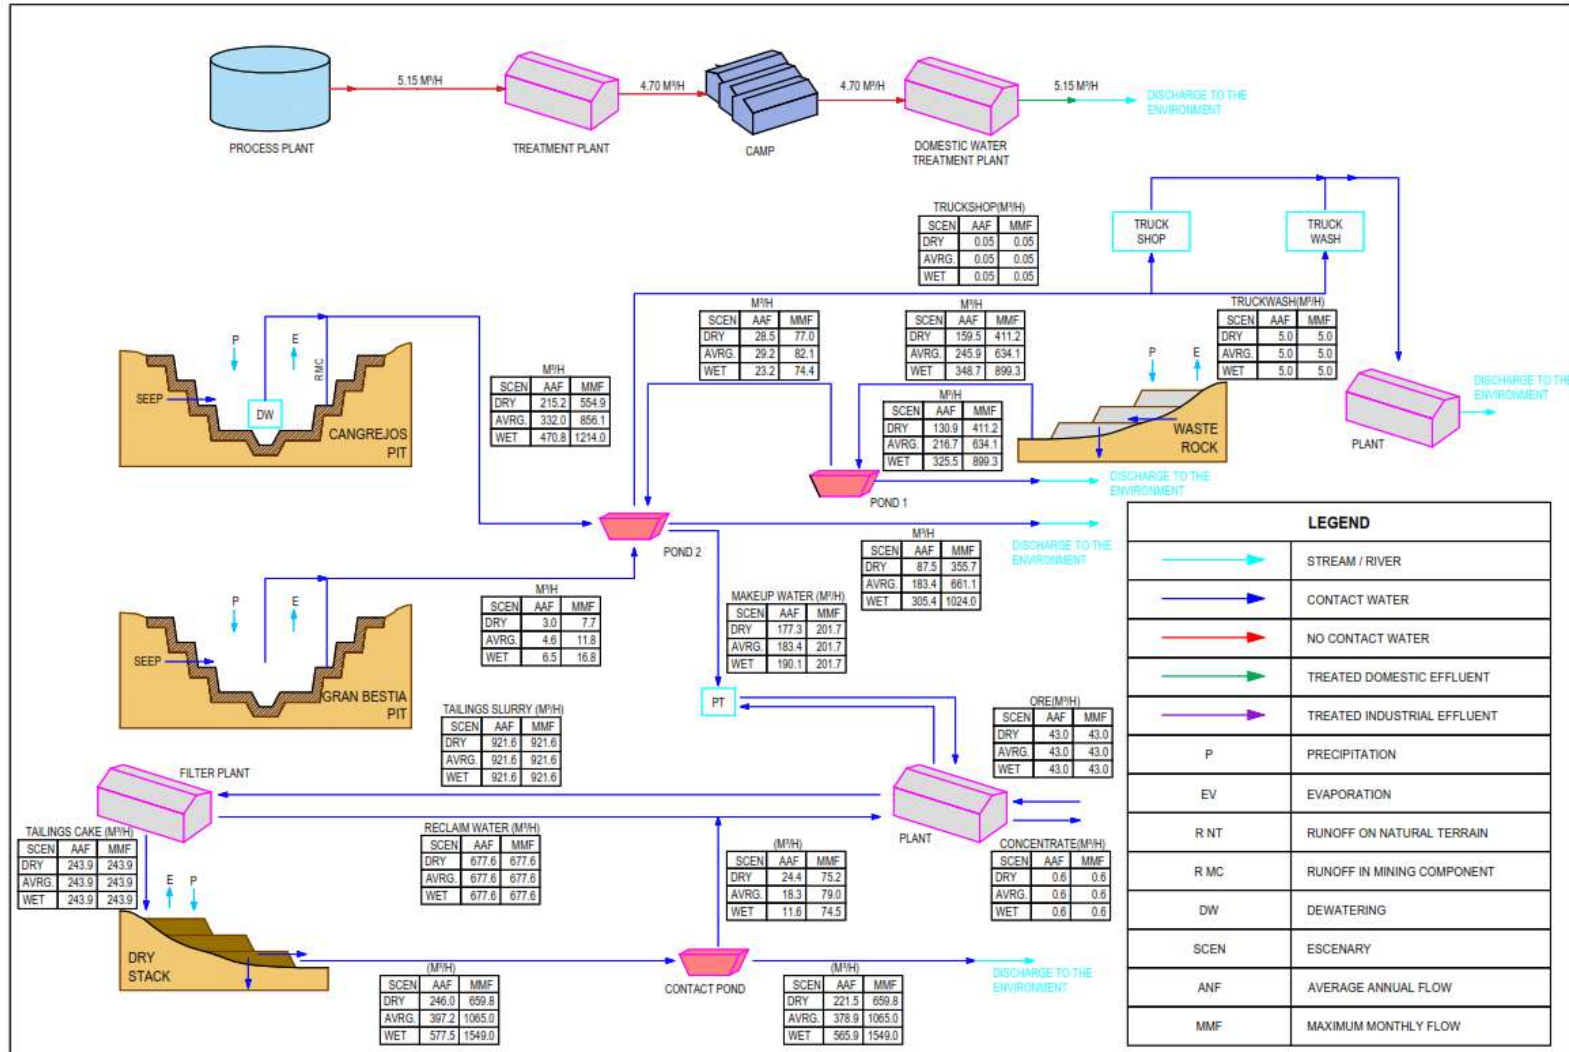 5.15 M³/H
4.70 M³/H
4.70 M³/H
5.15 M³/H
DISCHARGE TO THE
ENVIRONMENT
PROCESS PLANT
TREATMENT PLANT
CAMP
DOMESTIC WATER
TREATMENT PLANT
TRUCKSHOP(M³/H)
SCEN AAF MMF
DRY 0.05 0.05
AVRG. 0.05 0.05
WET 0.05 0.05
TRUCK
SHOP
TRUCK
WASH
M³/H
SCEN AAF MMF
DRY 28.5 77.0
AVRG. 29.2 82.1
WET 23.2 74.4
M³/H
SCEN AAF MMF
DRY 159.5 411.2
AVRG. 245.9 634.1
WET 348.7 899.3
TRUCKWASH(M³/H)
SCEN AAF MMF
DRY 5.0 5.0
AVRG. 5.0 5.0
WET 5.0 5.0
P
E
R MC
SEEP
DW
CANGREJOS
PIT
M³/H
SCEN AAF MMF
DRY 215.2 554.9
AVRG. 332.0 856.1
WET 470.8 1214.0
M³/H
SCEN AAF MMF
DRY 130.9 411.2
AVRG. 216.7 634.1
WET 325.5 899.3
P
E
WASTE
ROCK
DISCHARGE TO THE
ENVIRONMENT
PLANT
POND 1
DISCHARGE TO THE
ENVIRONMENT
POND 2
DISCHARGE TO THE
ENVIRONMENT
M³/H
SCEN AAF MMF
DRY 87.5 355.7
AVRG. 183.4 661.1
WET 305.4 1024.0
P
E
SEEP
GRAN BESTIA
PIT
M³/H
SCEN AAF MMF
DRY 3.0 7.7
AVRG. 4.6 11.8
WET 6.5 16.8
MAKEUP WATER (M³/H)
SCEN AAF MMF
DRY 177.3 201.7
AVRG. 183.4 201.7
WET 190.1 201.7
PT
TAILINGS SLURRY (M³/H)
SCEN AAF MMF
DRY 921.6 921.6
AVRG. 921.6 921.6
WET 921.6 921.6
ORE(M³/H)
SCEN AAF MMF
DRY 43.0 43.0
AVRG. 43.0 43.0
WET 43.0 43.0
FILTER PLANT
PLANT
TAILINGS CAKE (M³/H)
SCEN AAF MMF
DRY 243.9 243.9
AVRG. 243.9 243.9
WET 243.9 243.9
RECLAIM WATER (M³/H)
SCEN AAF MMF
DRY 677.6 677.6
AVRG. 677.6 677.6
WET 677.6 677.6
(M³/H)
SCEN AAF MMF
DRY 24.4 75.2
AVRG. 18.3 79.0
WET 11.6 74.5
CONCENTRATE(M³/H)
SCEN AAF MMF
DRY 0.6 0.6
AVRG. 0.6 0.6
WET 0.6 0.6
E
P
DRY
STACK
CONTACT POND
DISCHARGE TO THE
ENVIRONMENT
(M³/H)
SCEN AAF MMF
DRY 246.0 659.8
AVRG. 397.2 1065.0
WET 577.5 1549.0
(M³/H)
SCEN AAF MMF
DRY 221.5 659.8
AVRG. 378.9 1065.0
WET 565.9 1549.0
LEGEND
STREAM / RIVER
CONTACT WATER
NO CONTACT WATER
TREATED DOMESTIC EFFLUENT
TREATED INDUSTRIAL EFFLUENT
P PRECIPITATION
EV EVAPORATION
R NT RUNOFF ON NATURAL TERRAIN
R MC RUNOFF IN MINING COMPONENT
DW DEWATERING
SCEN ESCENARY
ANF AVERAGE ANNUAL FLOW
MMF MAXIMUM MONTHLY FLOW